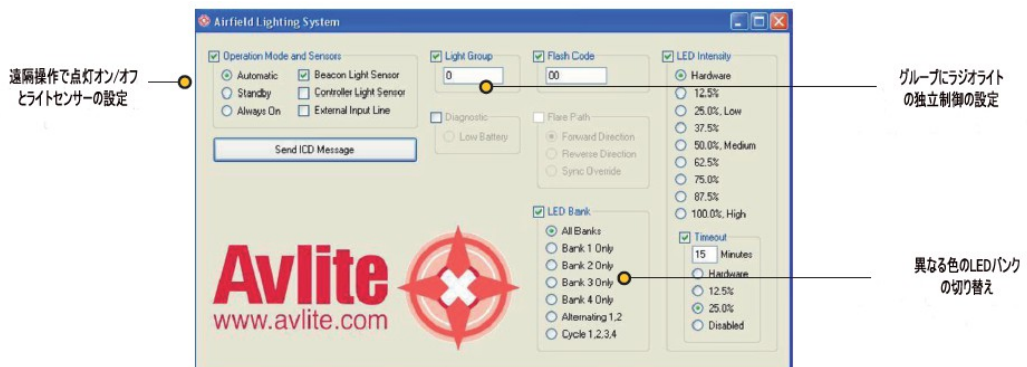 Airfield Lighting System
遠隔操作で点灯オン/オフ
とライトセンサーの設定
Operation Mode and Sensors
Automatic
Standby
Always On
Beacon Light Sensor
Controller Light Sensor
External Input Line
Send ICD Message
Light Group
0
Diagnostic
Low Battery
Flash Code
00
Flare Path
Forward Direction
Reverse Direction
Sync Override
LED Bank
All Banks
Bank 1 Only
Bank 2 Only
Bank 3 Only
Bank 4 Only
Alternating 1,2
Cycle 1,2,3,4
LED Intensity
Hardware
12.5%
25.0%, Low
37.5%
50.0%, Medium
62.5%
75.0%
87.5%
100.0%, High
Timeout
15 Minutes
Hardware
12.5%
25.0%
Disabled
Avlite
www.avlite.com
グループにラジオライト
の独立制御の設定
異なる色のLEDバンク
の切り替え